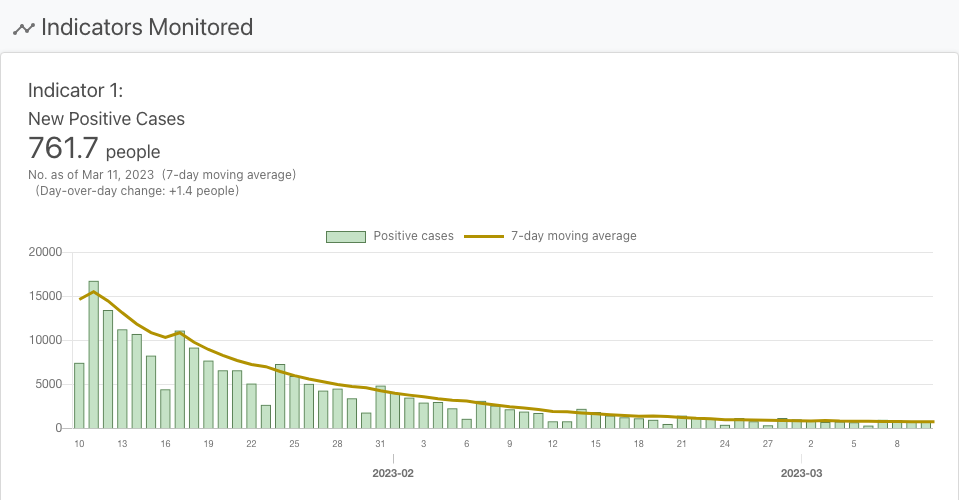 Indicators Monitored
Indicator 1:
New Positive Cases
761.7 people
No. as of Mar 11, 2023 (7-day moving average)
(Day-over-day change: +1.4 people)
Positive cases 7-day moving average
20000
15000
10000
5000
0
10 13 16 19 22 25 28 31 3 6 9 12 15 18 21 24 27 2 5 8
2023-02 2023-03